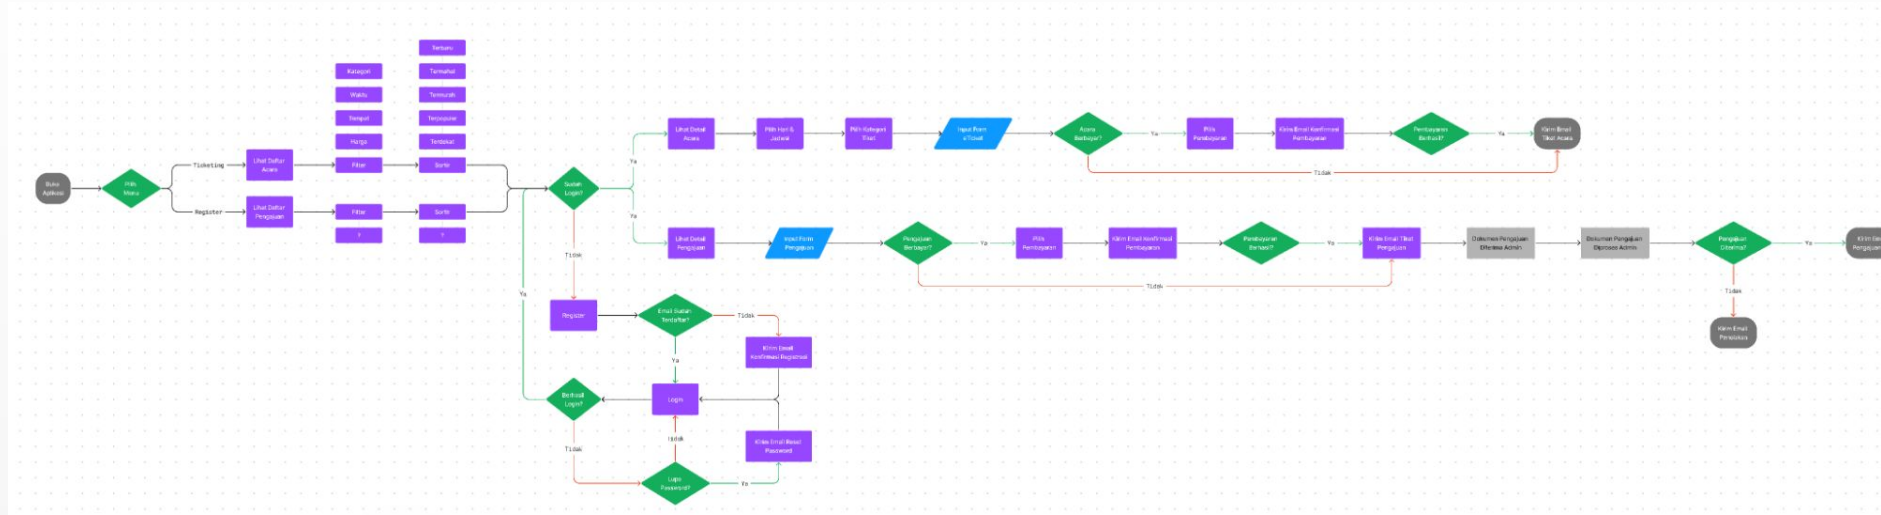 Buka
Aplikasi
Pilih
Menu
Ticketing
Register
Lihat Daftar
Acara
Lihat Daftar
Pengajuan
Kategori
Waktu
Tempat
Harga
Filter
Filter
?
Terbaru
Termahal
Termurah
Terpopuler
Terdekat
Sortir
Sortir
?
Sudah
Login?
Ya
Ya
Lihat Detail
Acara
Pilih Hari &
Jadwal
Pilih Kategori
Tiket
Input Form
e-Ticket
Acara
Berbayar?
Ya
Pilih
Pembayaran
Kirim Email Konfirmasi
Pembayaran
Pembayaran
Berhasil?
Ya
Kirim Email
Tiket Acara
Tidak
Lihat Detail
Pengajuan
Input Form
Pengajuan
Pengajuan
Berbayar?
Ya
Pilih
Pembayaran
Kirim Email Konfirmasi
Pembayaran
Pembayaran
Berhasil?
Ya
Kirim Email Tiket
Pengajuan
Dokumen Pengajuan
Diterima Admin
Dokumen Pengajuan
Diproses Admin
Pengajuan
Diterima?
Ya
Kirim
Pengajuan
Tidak
Tidak
Kirim Email
Penolakan
Tidak
Ya
Register
Email Sudah
Terdaftar?
Tidak
Kirim Email
Konfirmasi Registrasi
Ya
Berhasil
Login?
Login
Tidak
Tidak
Kirim Email Reset
Password
Lupa
Password?
Ya